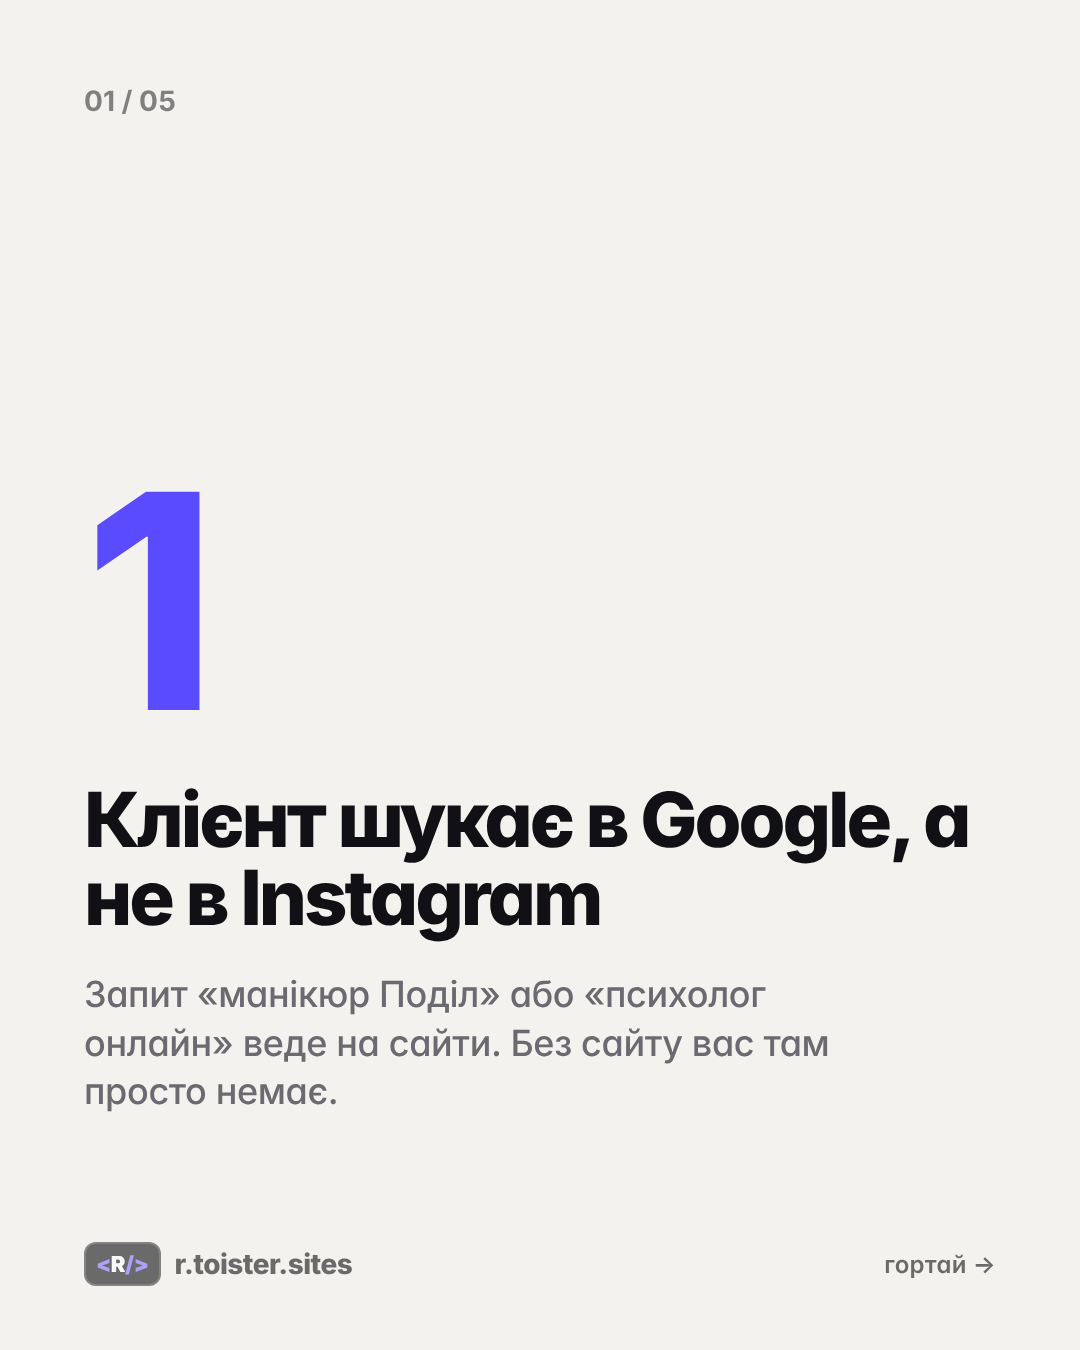 01 / 05
1
Клієнт шукає в Google, а
не в Instagram
Запит «манікюр Поділ» або «психолог
онлайн» веде на сайти. Без сайту вас там
просто немає.
<R/> r.toister.sites
гортай →